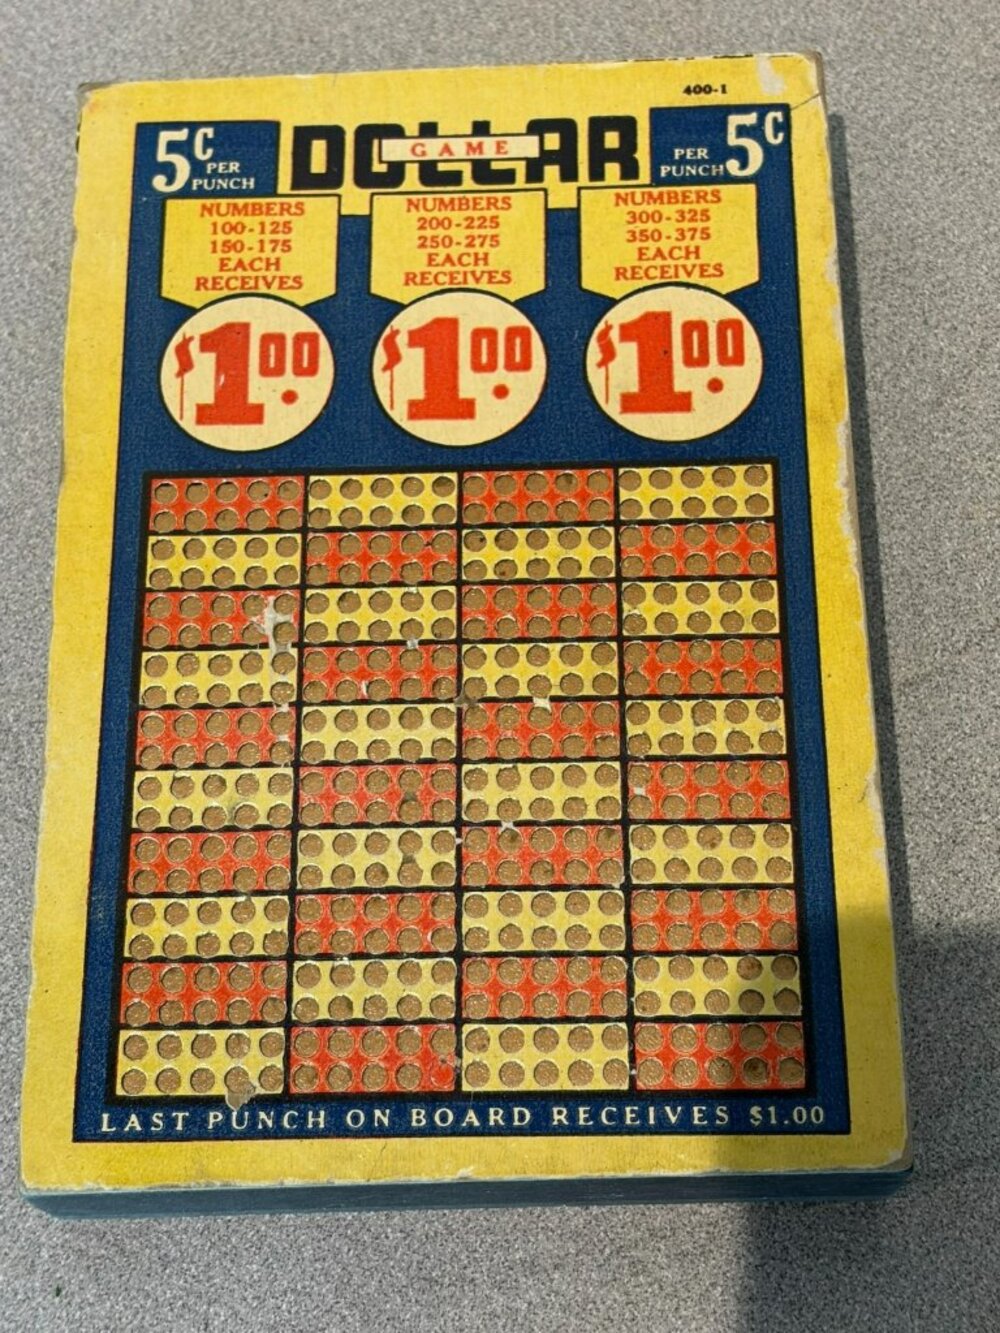 400-1
5¢ PER PUNCH
DOLLAR
GAME
PER PUNCH 5¢
NUMBERS
100-125
150-175
EACH
RECEIVES
$1.00
NUMBERS
200-225
250-275
EACH
RECEIVES
$1.00
NUMBERS
300-325
350-375
EACH
RECEIVES
$1.00
LAST PUNCH ON BOARD RECEIVES $1.00